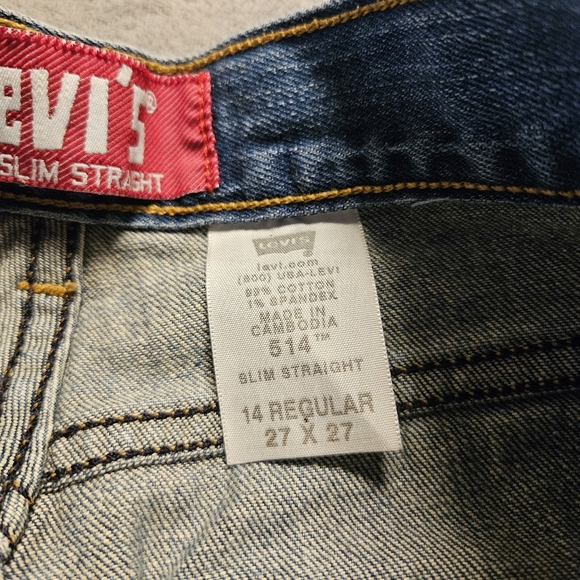 Levi's®
SLIM STRAIGHT
LEVI'S
levi.com
(800) USA-LEVI
99% COTTON
1% SPANDEX
MADE IN
CAMBODIA
514™
SLIM STRAIGHT
14 REGULAR
27 X 27